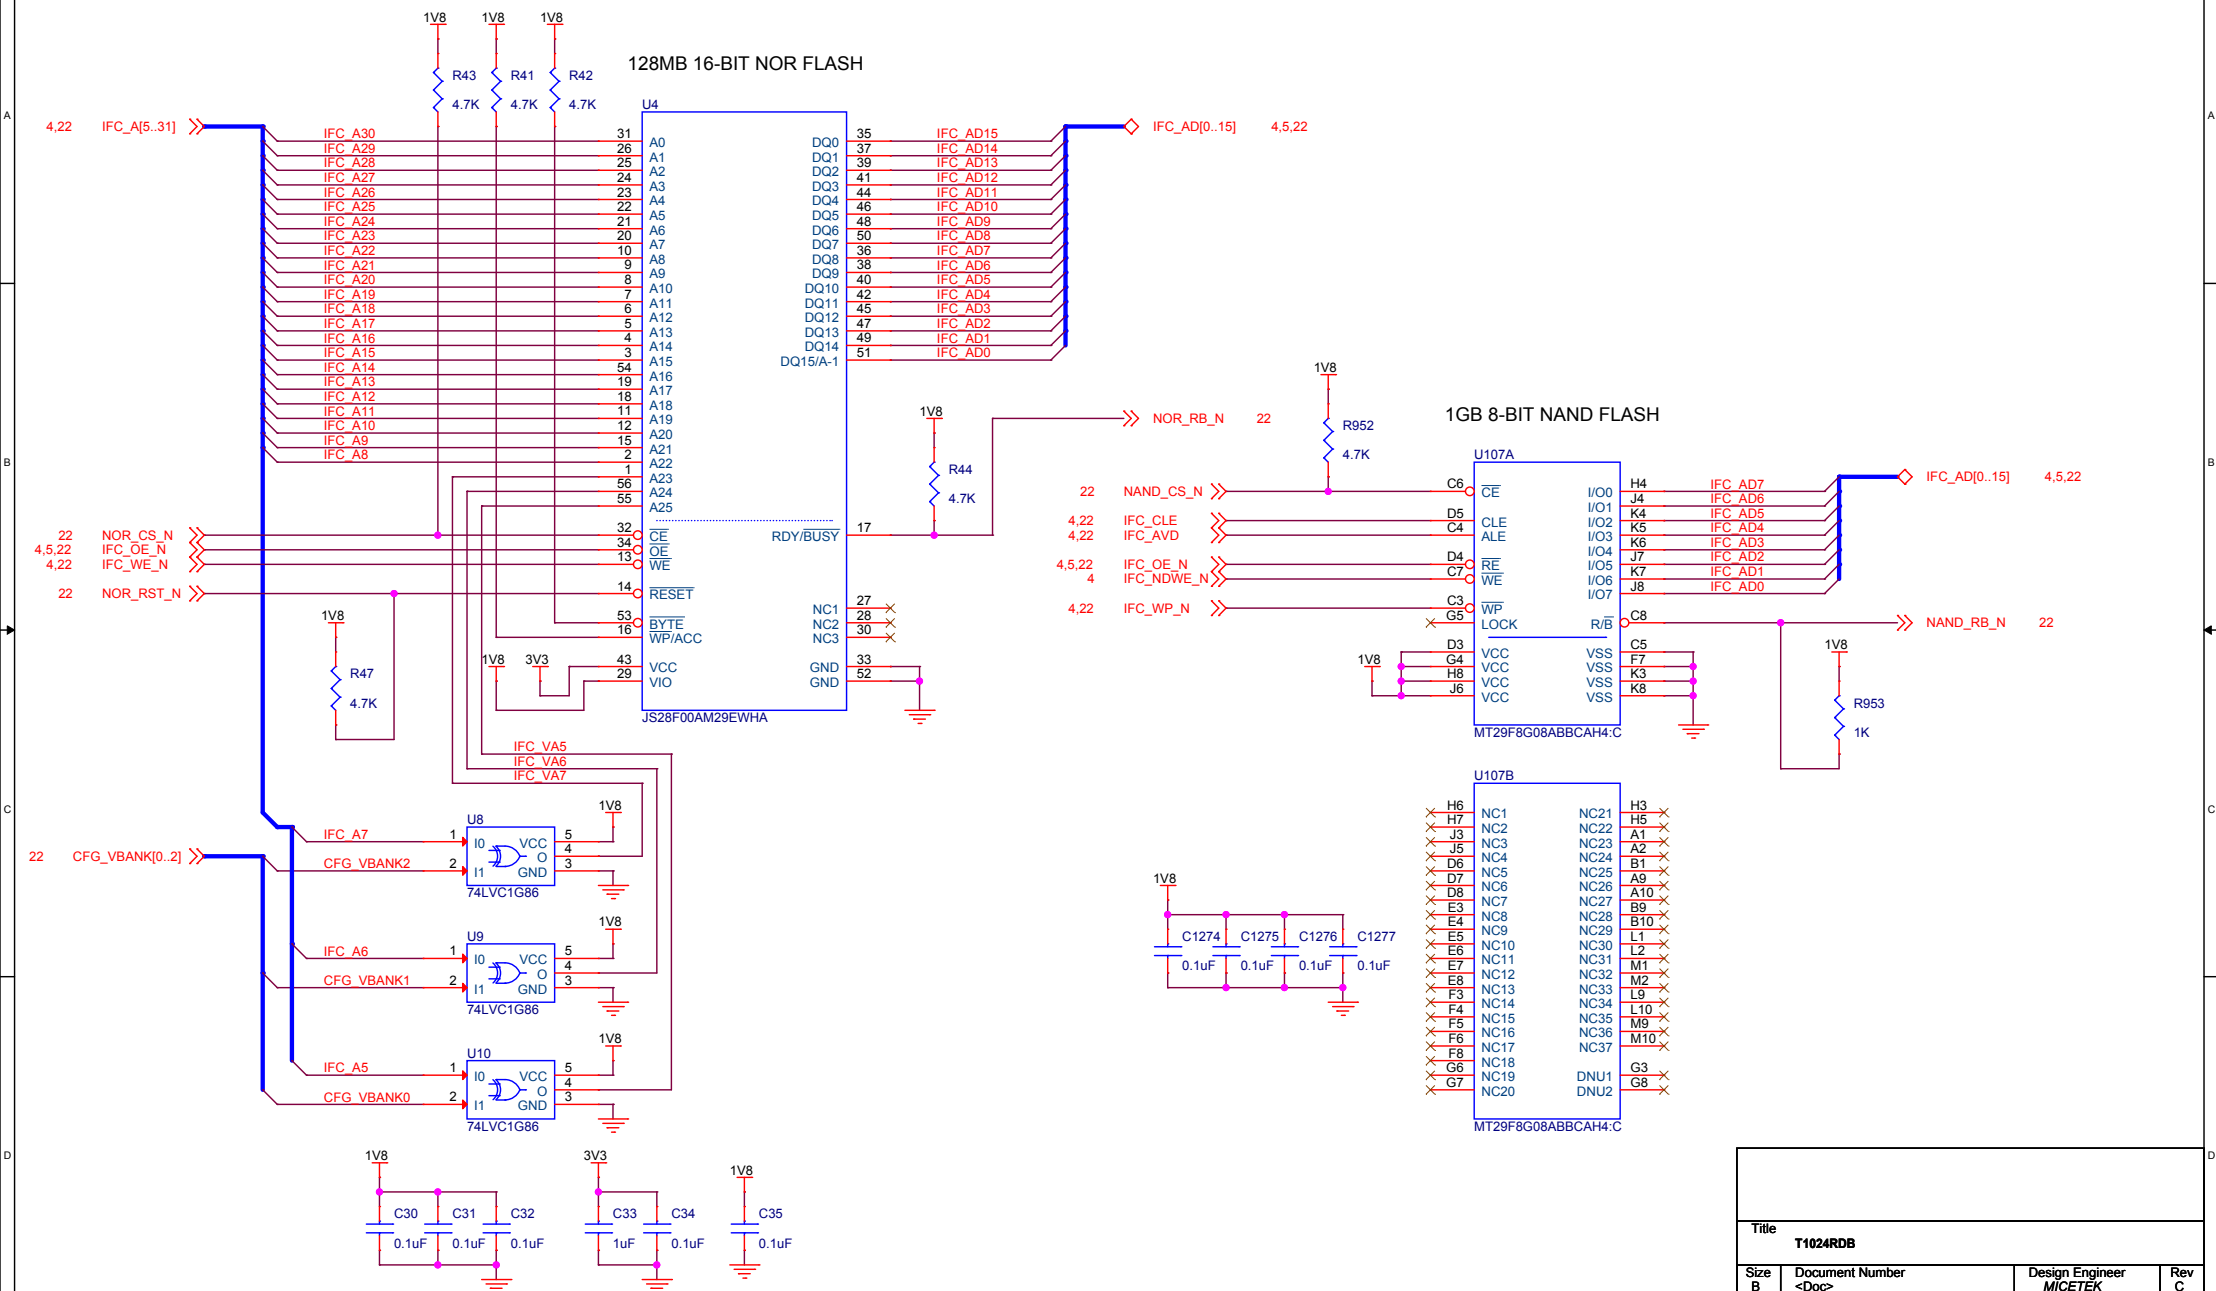 1V8 1V8 1V8
128MB 16-BIT NOR FLASH
R43 4.7K
R41 4.7K
R42 4.7K
A
A
4,22 IFC_A[5..31]
U4
IFC_A30 31 A0
IFC_A29 26 A1
IFC_A28 25 A2
IFC_A27 24 A3
IFC_A26 23 A4
IFC_A25 22 A5
IFC_A24 21 A6
IFC_A23 20 A7
IFC_A22 10 A8
IFC_A21 9 A9
IFC_A20 8 A10
IFC_A19 7 A11
IFC_A18 6 A12
IFC_A17 5 A13
IFC_A16 4 A14
IFC_A15 3 A15
IFC_A14 54 A16
IFC_A13 19 A17
IFC_A12 18 A18
IFC_A11 11 A19
IFC_A10 12 A20
IFC_A9 15 A21
IFC_A8 2 A22
1 A23
56 A24
55 A25
DQ0 35 IFC_AD15
DQ1 37 IFC_AD14
DQ2 39 IFC_AD13
DQ3 41 IFC_AD12
DQ4 44 IFC_AD11
DQ5 46 IFC_AD10
DQ6 48 IFC_AD9
DQ7 50 IFC_AD8
DQ8 36 IFC_AD7
DQ9 38 IFC_AD6
DQ10 40 IFC_AD5
DQ11 42 IFC_AD4
DQ12 45 IFC_AD3
DQ13 47 IFC_AD2
DQ14 49 IFC_AD1
DQ15/A-1 51 IFC_AD0
IFC_AD[0..15] 4,5,22
22 NOR_CS_N 32 CE
4,5,22 IFC_OE_N 34 OE
4,22 IFC_WE_N 13 WE
22 NOR_RST_N 14 RESET
53 BYTE
16 WP/ACC
1V8 3V3
43 VCC
29 VIO
RDY/BUSY 17
1V8
R44 4.7K
NOR_RB_N 22
NC1 27
NC2 28
NC3 30
GND 33
GND 52
JS28F00AM29EWHA
1V8
R47 4.7K
B
B
IFC_VA5
IFC_VA6
IFC_VA7
C
C
22 CFG_VBANK[0..2]
U8 1V8
IFC_A7 1 I0 VCC 5
O 4
CFG_VBANK2 2 I1 GND 3
74LVC1G86
U9 1V8
IFC_A6 1 I0 VCC 5
O 4
CFG_VBANK1 2 I1 GND 3
74LVC1G86
U10 1V8
IFC_A5 1 I0 VCC 5
O 4
CFG_VBANK0 2 I1 GND 3
74LVC1G86
1V8
C30 0.1uF
C31 0.1uF
C32 0.1uF
3V3
C33 1uF
C34 0.1uF
1V8
C35 0.1uF
1V8
R952 4.7K
1GB 8-BIT NAND FLASH
U107A
22 NAND_CS_N C6 CE
4,22 IFC_CLE D5 CLE
4,22 IFC_AVD C4 ALE
4,5,22 IFC_OE_N D4 RE
4 IFC_NDWE_N C7 WE
4,22 IFC_WP_N C3 WP
G5 LOCK
1V8
D3 VCC
G4 VCC
H8 VCC
J6 VCC
I/O0 H4 IFC_AD7
I/O1 J4 IFC_AD6
I/O2 K4 IFC_AD5
I/O3 K5 IFC_AD4
I/O4 K6 IFC_AD3
I/O5 J7 IFC_AD2
I/O6 K7 IFC_AD1
I/O7 J8 IFC_AD0
IFC_AD[0..15] 4,5,22
R/B C8
NAND_RB_N 22
VSS C5
VSS F7
VSS K3
VSS K8
1V8
R953 1K
MT29F8G08ABBCAH4:C
U107B
H6 NC1 NC21 H3
H7 NC2 NC22 H5
J3 NC3 NC23 A1
J5 NC4 NC24 A2
D6 NC5 NC25 B1
D7 NC6 NC26 A9
D8 NC7 NC27 A10
E3 NC8 NC28 B9
E4 NC9 NC29 B10
E5 NC10 NC30 L1
E6 NC11 NC31 L2
E7 NC12 NC32 M1
E8 NC13 NC33 M2
F3 NC14 NC34 L9
F4 NC15 NC35 L10
F5 NC16 NC36 M9
F6 NC17 NC37 M10
F8 NC18
G6 NC19 DNU1 G3
G7 NC20 DNU2 G8
MT29F8G08ABBCAH4:C
1V8
C1274 0.1uF
C1275 0.1uF
C1276 0.1uF
C1277 0.1uF
D
D
Title
T1024RDB
Size B
Document Number <Doc>
Design Engineer MICETEK
Rev C